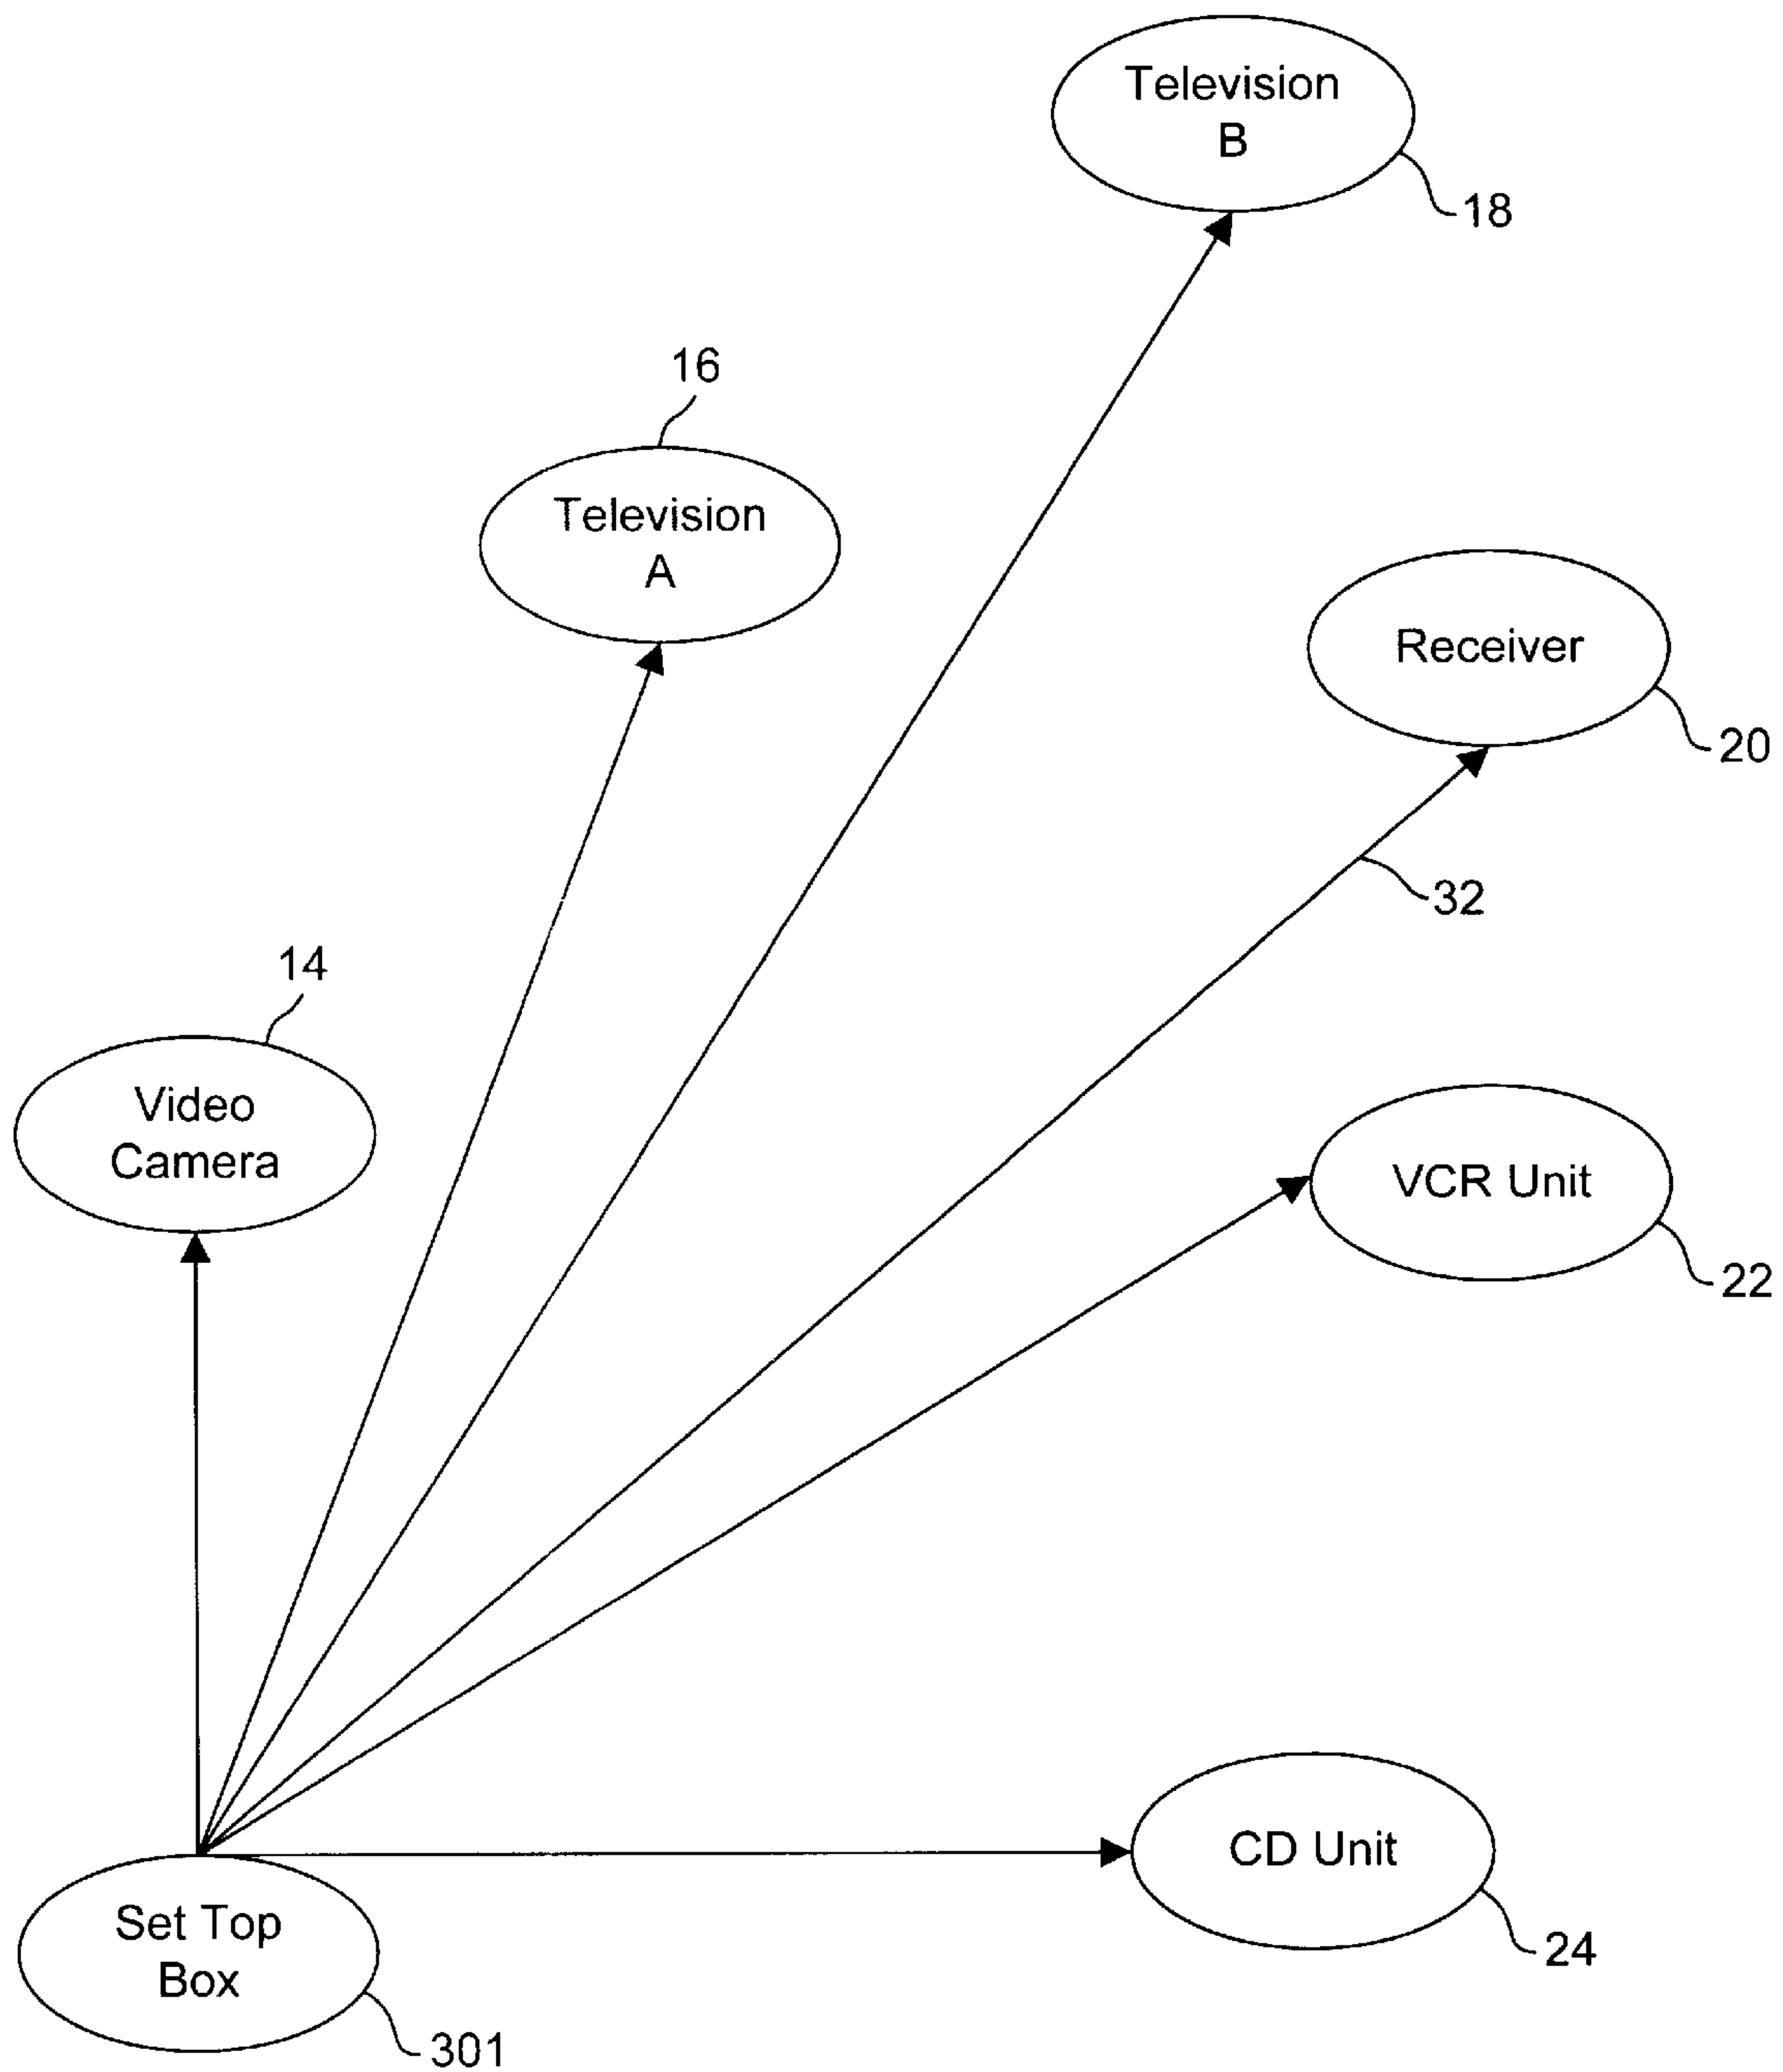 Television
B
18
16
Television
A
Receiver
20
32
14
Video
Camera
VCR Unit
22
CD Unit
24
Set Top
Box
301